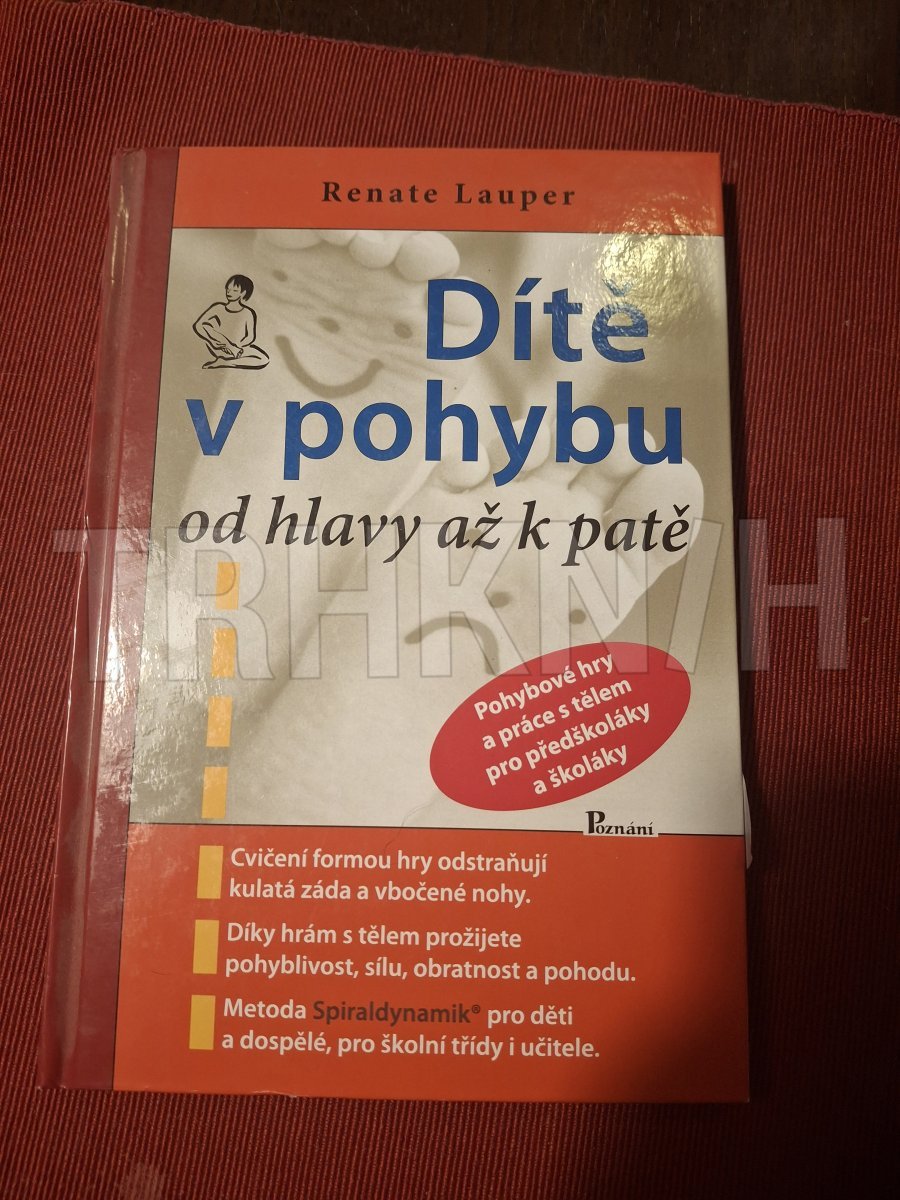 Renate Lauper
Dítě
v pohybu
od hlavy až k patě
TRHKNIH
Pohybové hry
a práce s tělem
pro předškoláky
a školáky
Poznání
Cvičení formou hry odstraňují
kulatá záda a vbočené nohy.
Díky hrám s tělem prožijete
pohyblivost, sílu, obratnost a pohodu.
Metoda Spiraldynamik® pro děti
a dospělé, pro školní třídy i učitele.